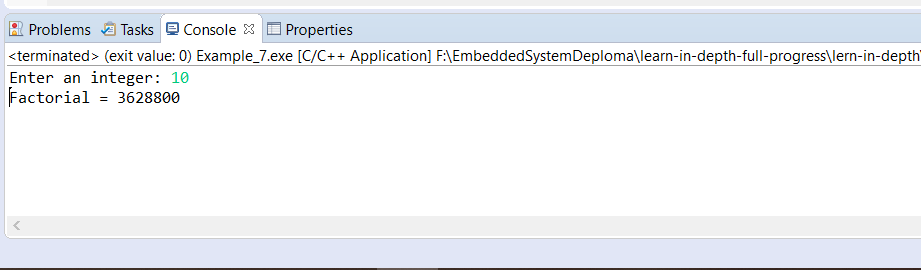 Problems Tasks Console Properties
<terminated> (exit value: 0) Example_7.exe [C/C++ Application] F:\EmbeddedSystemDeploma\learn-in-depth-full-progress\lern-in-depth\
Enter an integer: 10
Factorial = 3628800